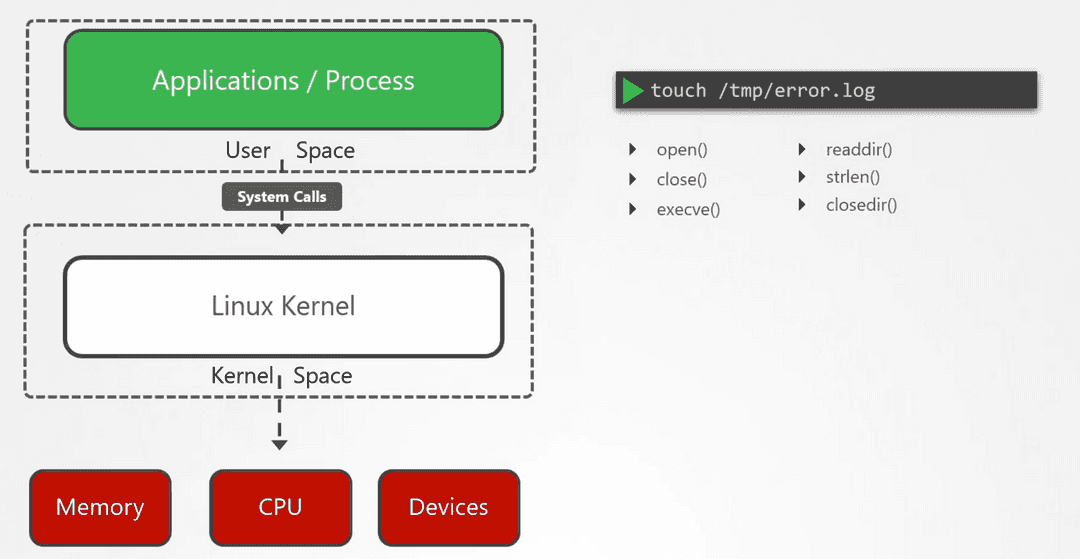 Applications / Process
User Space
System Calls
Linux Kernel
Kernel Space
Memory
CPU
Devices
touch /tmp/error.log
open()
close()
execve()
readdir()
strlen()
closedir()